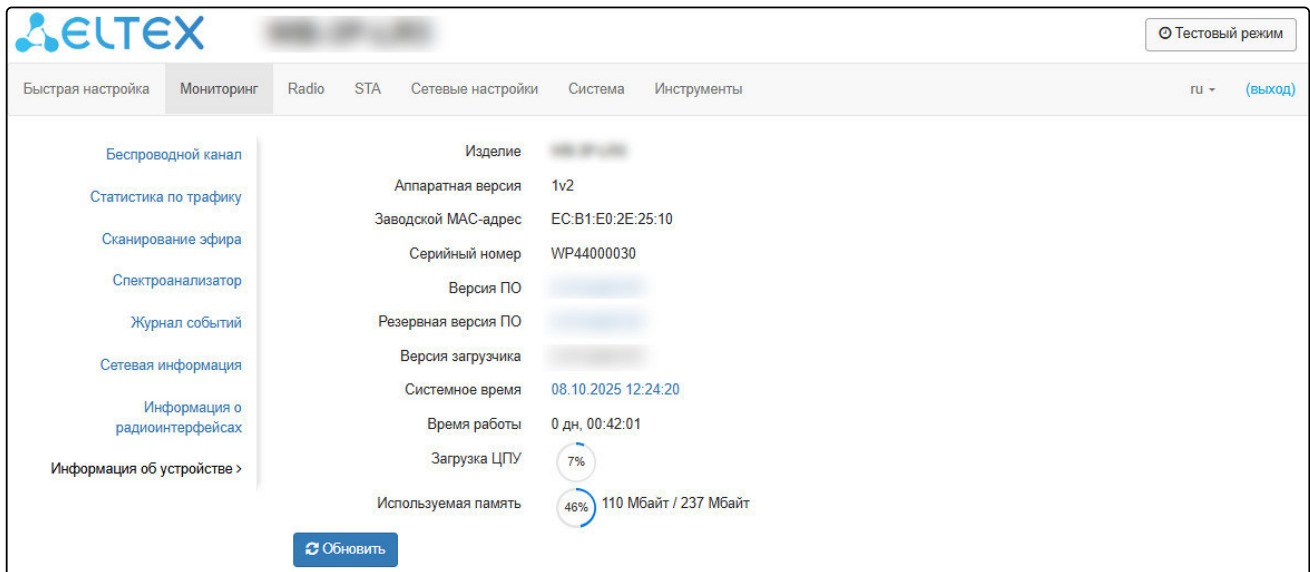 ELTEX
Тестовый режим
Быстрая настройка Мониторинг Radio STA Сетевые настройки Система Инструменты ru (выход)
Беспроводной канал
Статистика по трафику
Сканирование эфира
Спектроанализатор
Журнал событий
Сетевая информация
Информация о
радиоинтерфейсах
Информация об устройстве >
Изделие
Аппаратная версия 1v2
Заводской MAC-адрес EC:B1:E0:2E:25:10
Серийный номер WP44000030
Версия ПО
Резервная версия ПО
Версия загрузчика
Системное время 08.10.2025 12:24:20
Время работы 0 дн, 00:42:01
Загрузка ЦПУ 7%
Используемая память 46% 110 Мбайт / 237 Мбайт
Обновить